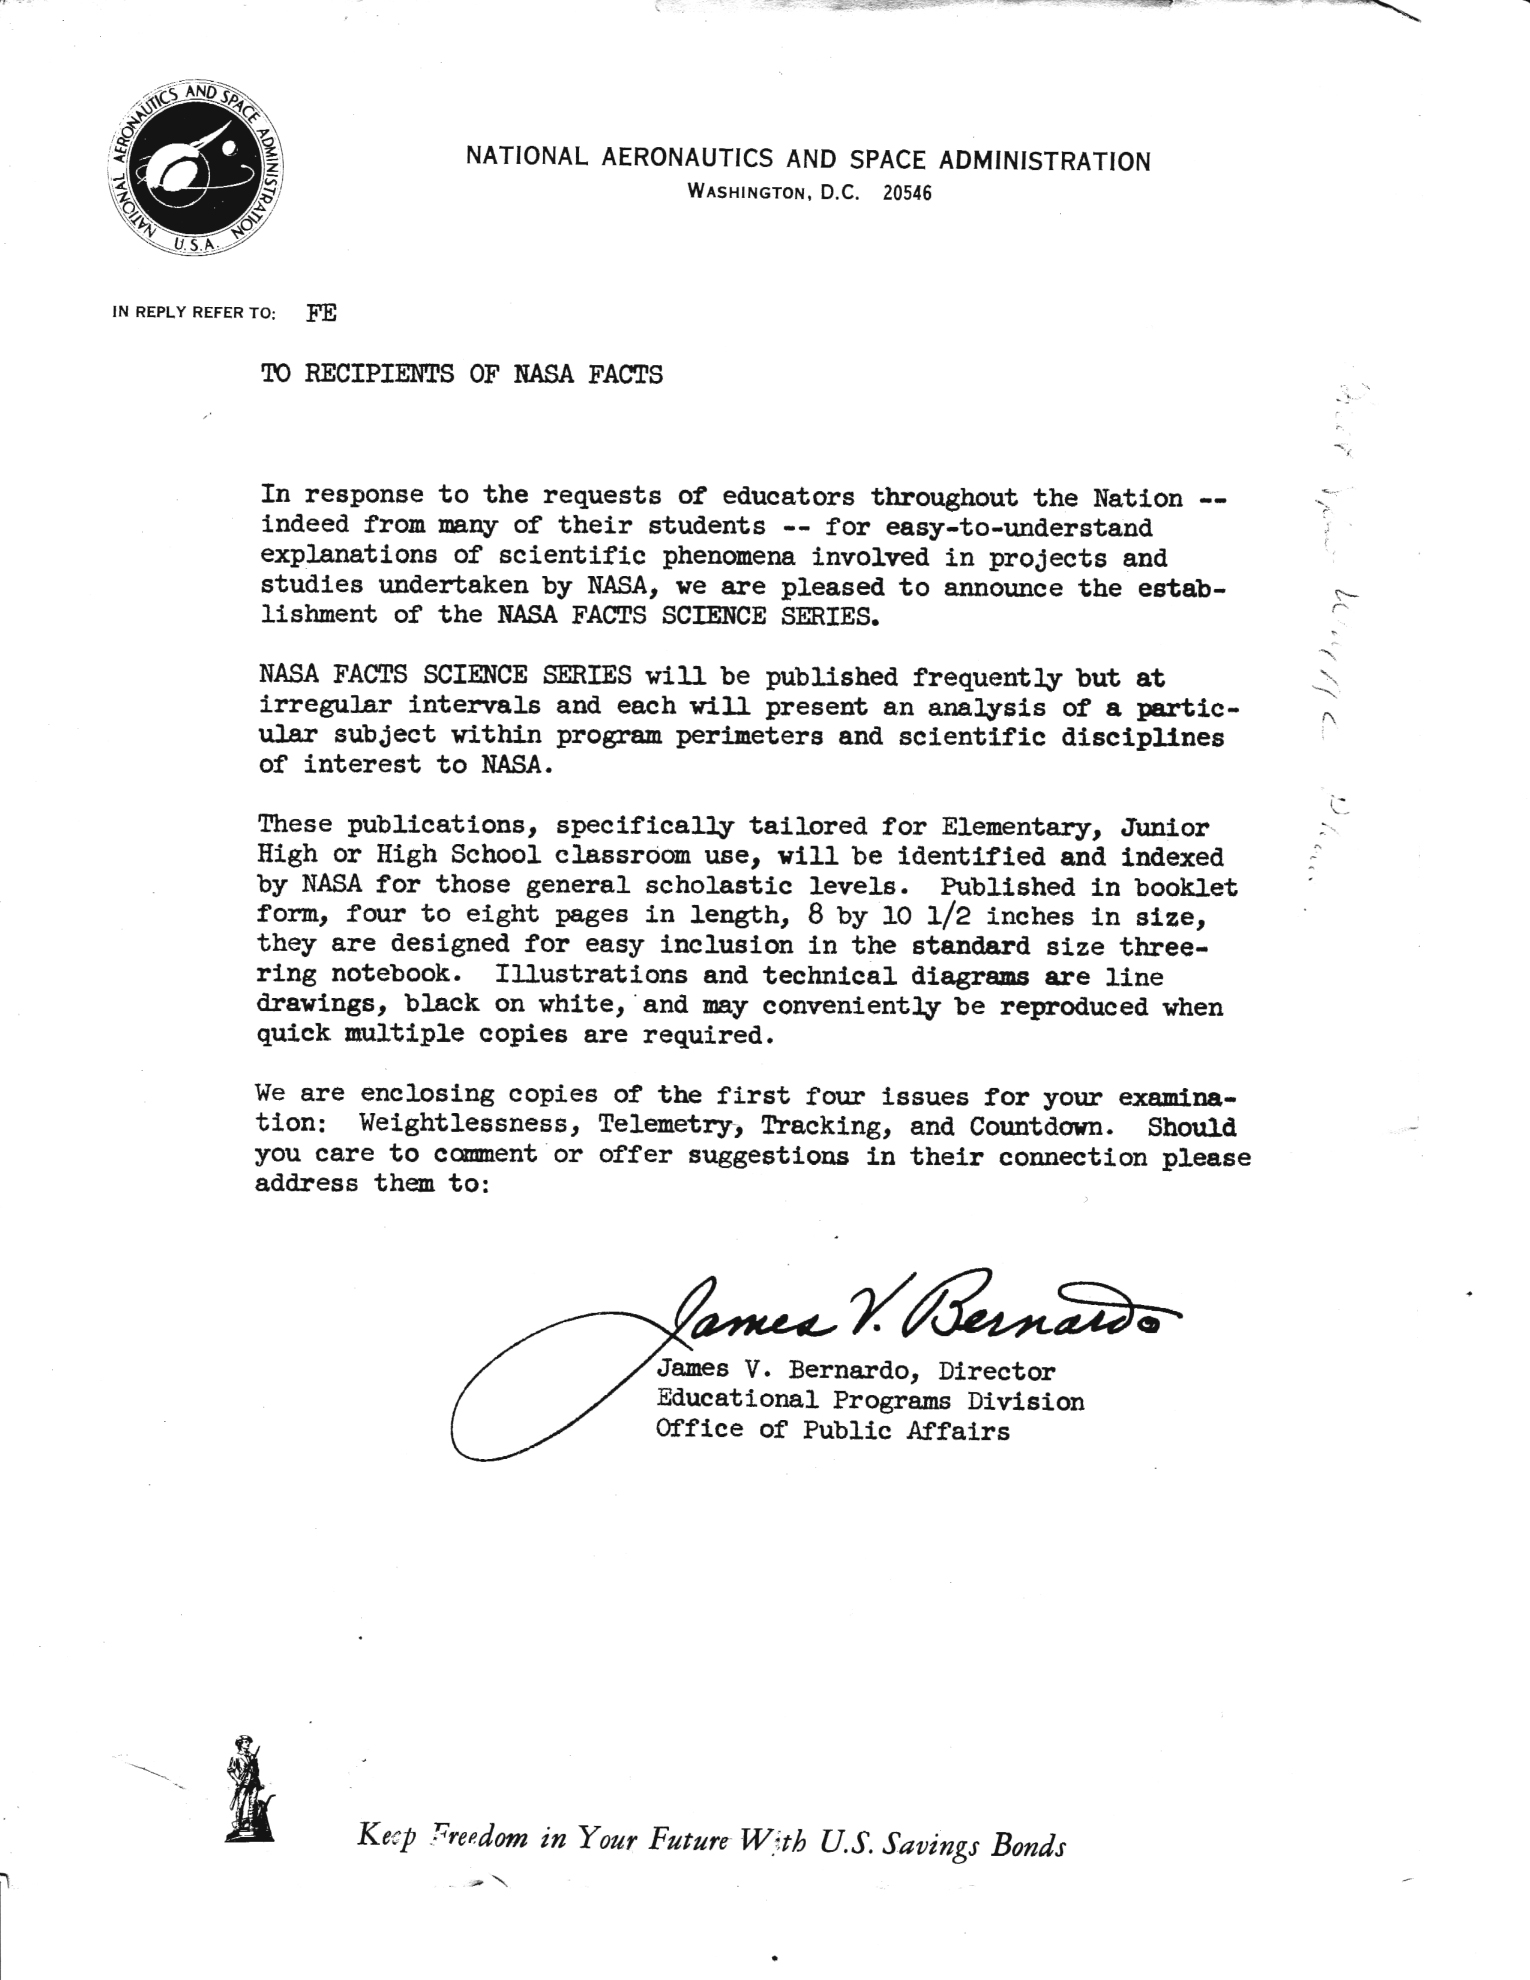 NATIONAL AERONAUTICS AND SPACE ADMINISTRATION
U.S.A.
NATIONAL AERONAUTICS AND SPACE ADMINISTRATION
WASHINGTON, D.C. 20546
IN REPLY REFER TO: FE
TO RECIPIENTS OF NASA FACTS
In response to the requests of educators throughout the Nation --
indeed from many of their students -- for easy-to-understand
explanations of scientific phenomena involved in projects and
studies undertaken by NASA, we are pleased to announce the estab-
lishment of the NASA FACTS SCIENCE SERIES.
NASA FACTS SCIENCE SERIES will be published frequently but at
irregular intervals and each will present an analysis of a partic-
ular subject within program perimeters and scientific disciplines
of interest to NASA.
These publications, specifically tailored for Elementary, Junior
High or High School classroom use, will be identified and indexed
by NASA for those general scholastic levels. Published in booklet
form, four to eight pages in length, 8 by 10 1/2 inches in size,
they are designed for easy inclusion in the standard size three-
ring notebook. Illustrations and technical diagrams are line
drawings, black on white, and may conveniently be reproduced when
quick multiple copies are required.
We are enclosing copies of the first four issues for your examina-
tion: Weightlessness, Telemetry, Tracking, and Countdown. Should
you care to comment or offer suggestions in their connection please
address them to:
James V. Bernardo
James V. Bernardo, Director
Educational Programs Division
Office of Public Affairs
Keep Freedom in Your Future With U.S. Savings Bonds